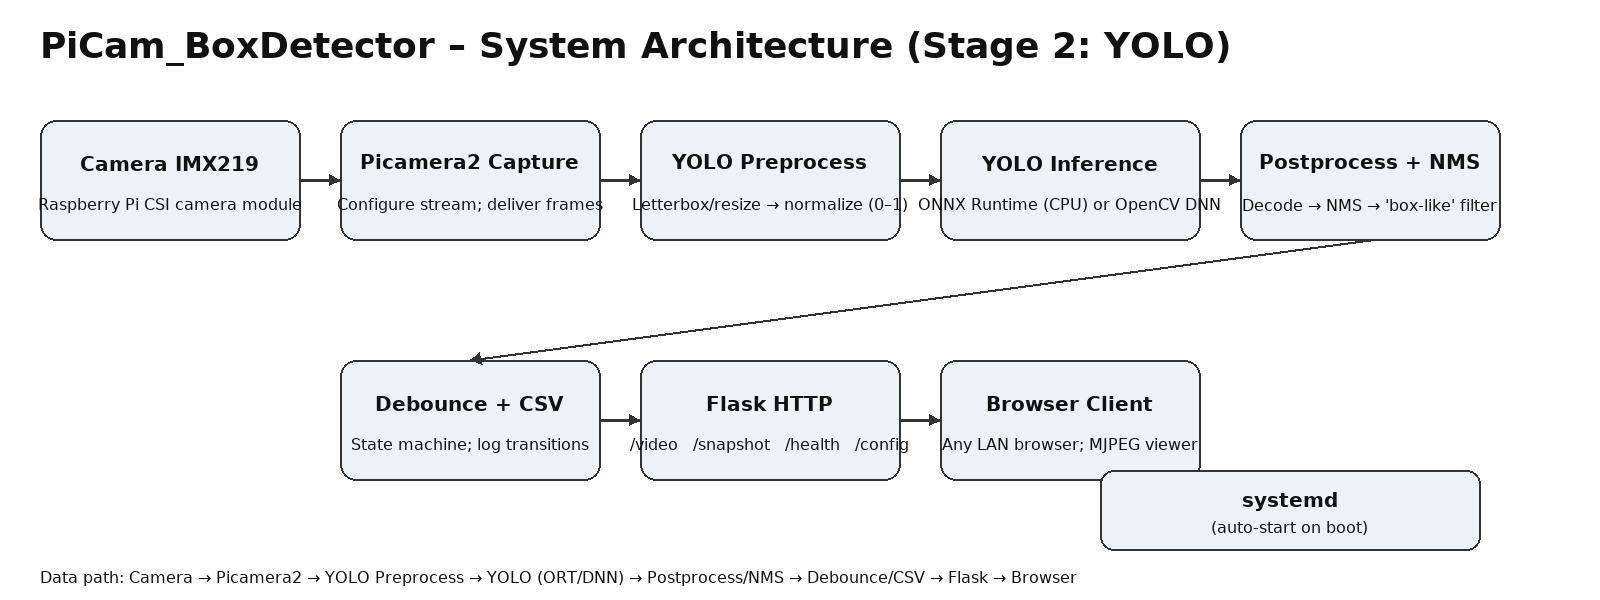 PiCam_BoxDetector – System Architecture (Stage 2: YOLO)
Camera IMX219
Raspberry Pi CSI camera module
Picamera2 Capture
Configure stream; deliver frames
YOLO Preprocess
Letterbox/resize → normalize (0–1)
YOLO Inference
ONNX Runtime (CPU) or OpenCV DNN
Postprocess + NMS
Decode → NMS → 'box-like' filter
Debounce + CSV
State machine; log transitions
Flask HTTP
/video /snapshot /health /config
Browser Client
Any LAN browser; MJPEG viewer
systemd
(auto-start on boot)
Data path: Camera → Picamera2 → YOLO Preprocess → YOLO (ORT/DNN) → Postprocess/NMS → Debounce/CSV → Flask → Browser